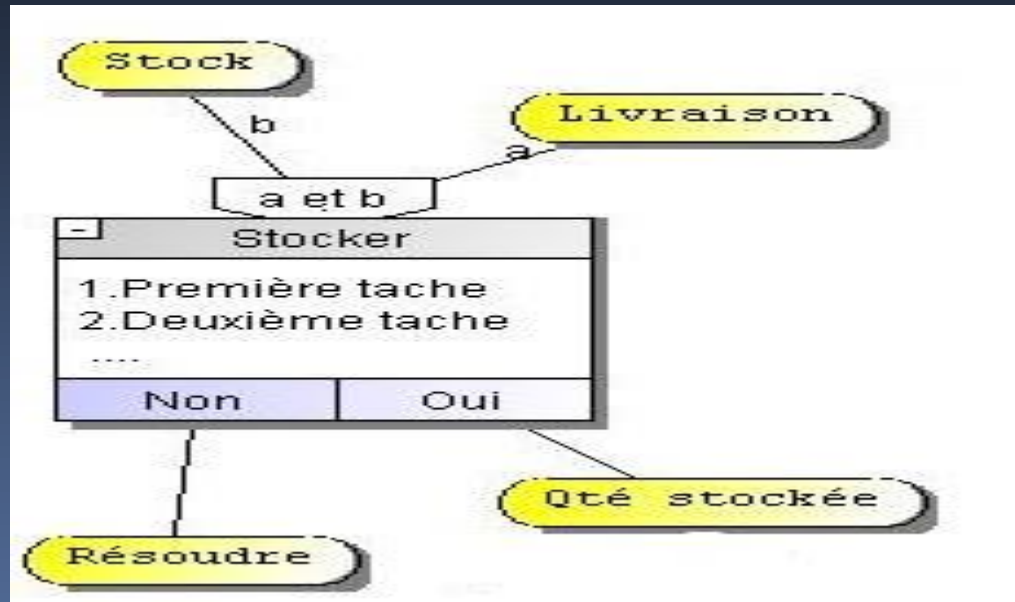 Stock
Livraison
b
a
a et b
-
Stocker
1.Première tache
2.Deuxième tache
....
Non
Oui
Qté stockée
Résoudre